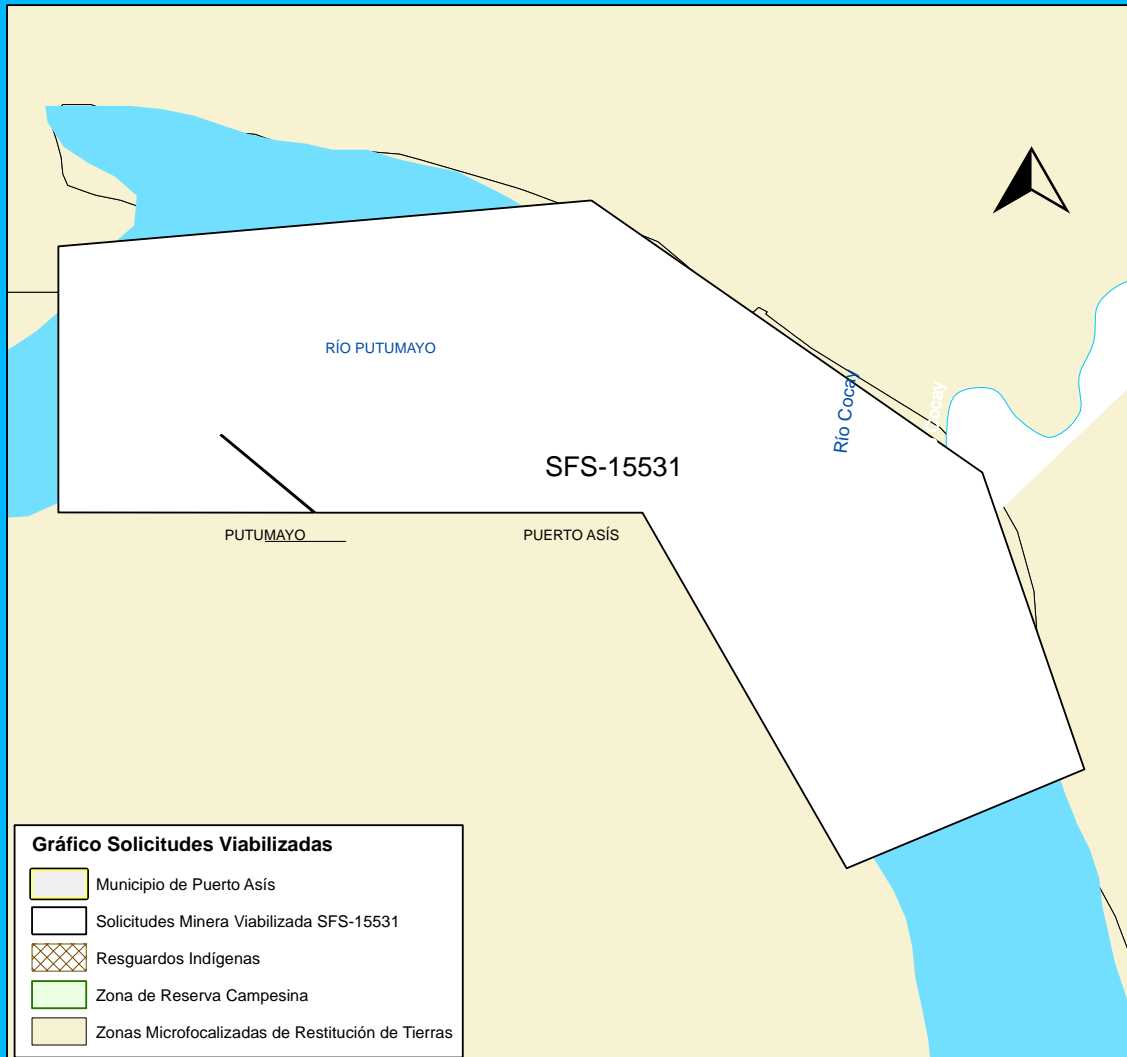 RÍO PUTUMAYO
Río Cocay
Cocay
SFS-15531
PUTUMAYO
PUERTO ASÍS
Gráfico Solicitudes Viabilizadas
Municipio de Puerto Asís
Solicitudes Minera Viabilizada SFS-15531
Resguardos Indígenas
Zona de Reserva Campesina
Zonas Microfocalizadas de Restitución de Tierras